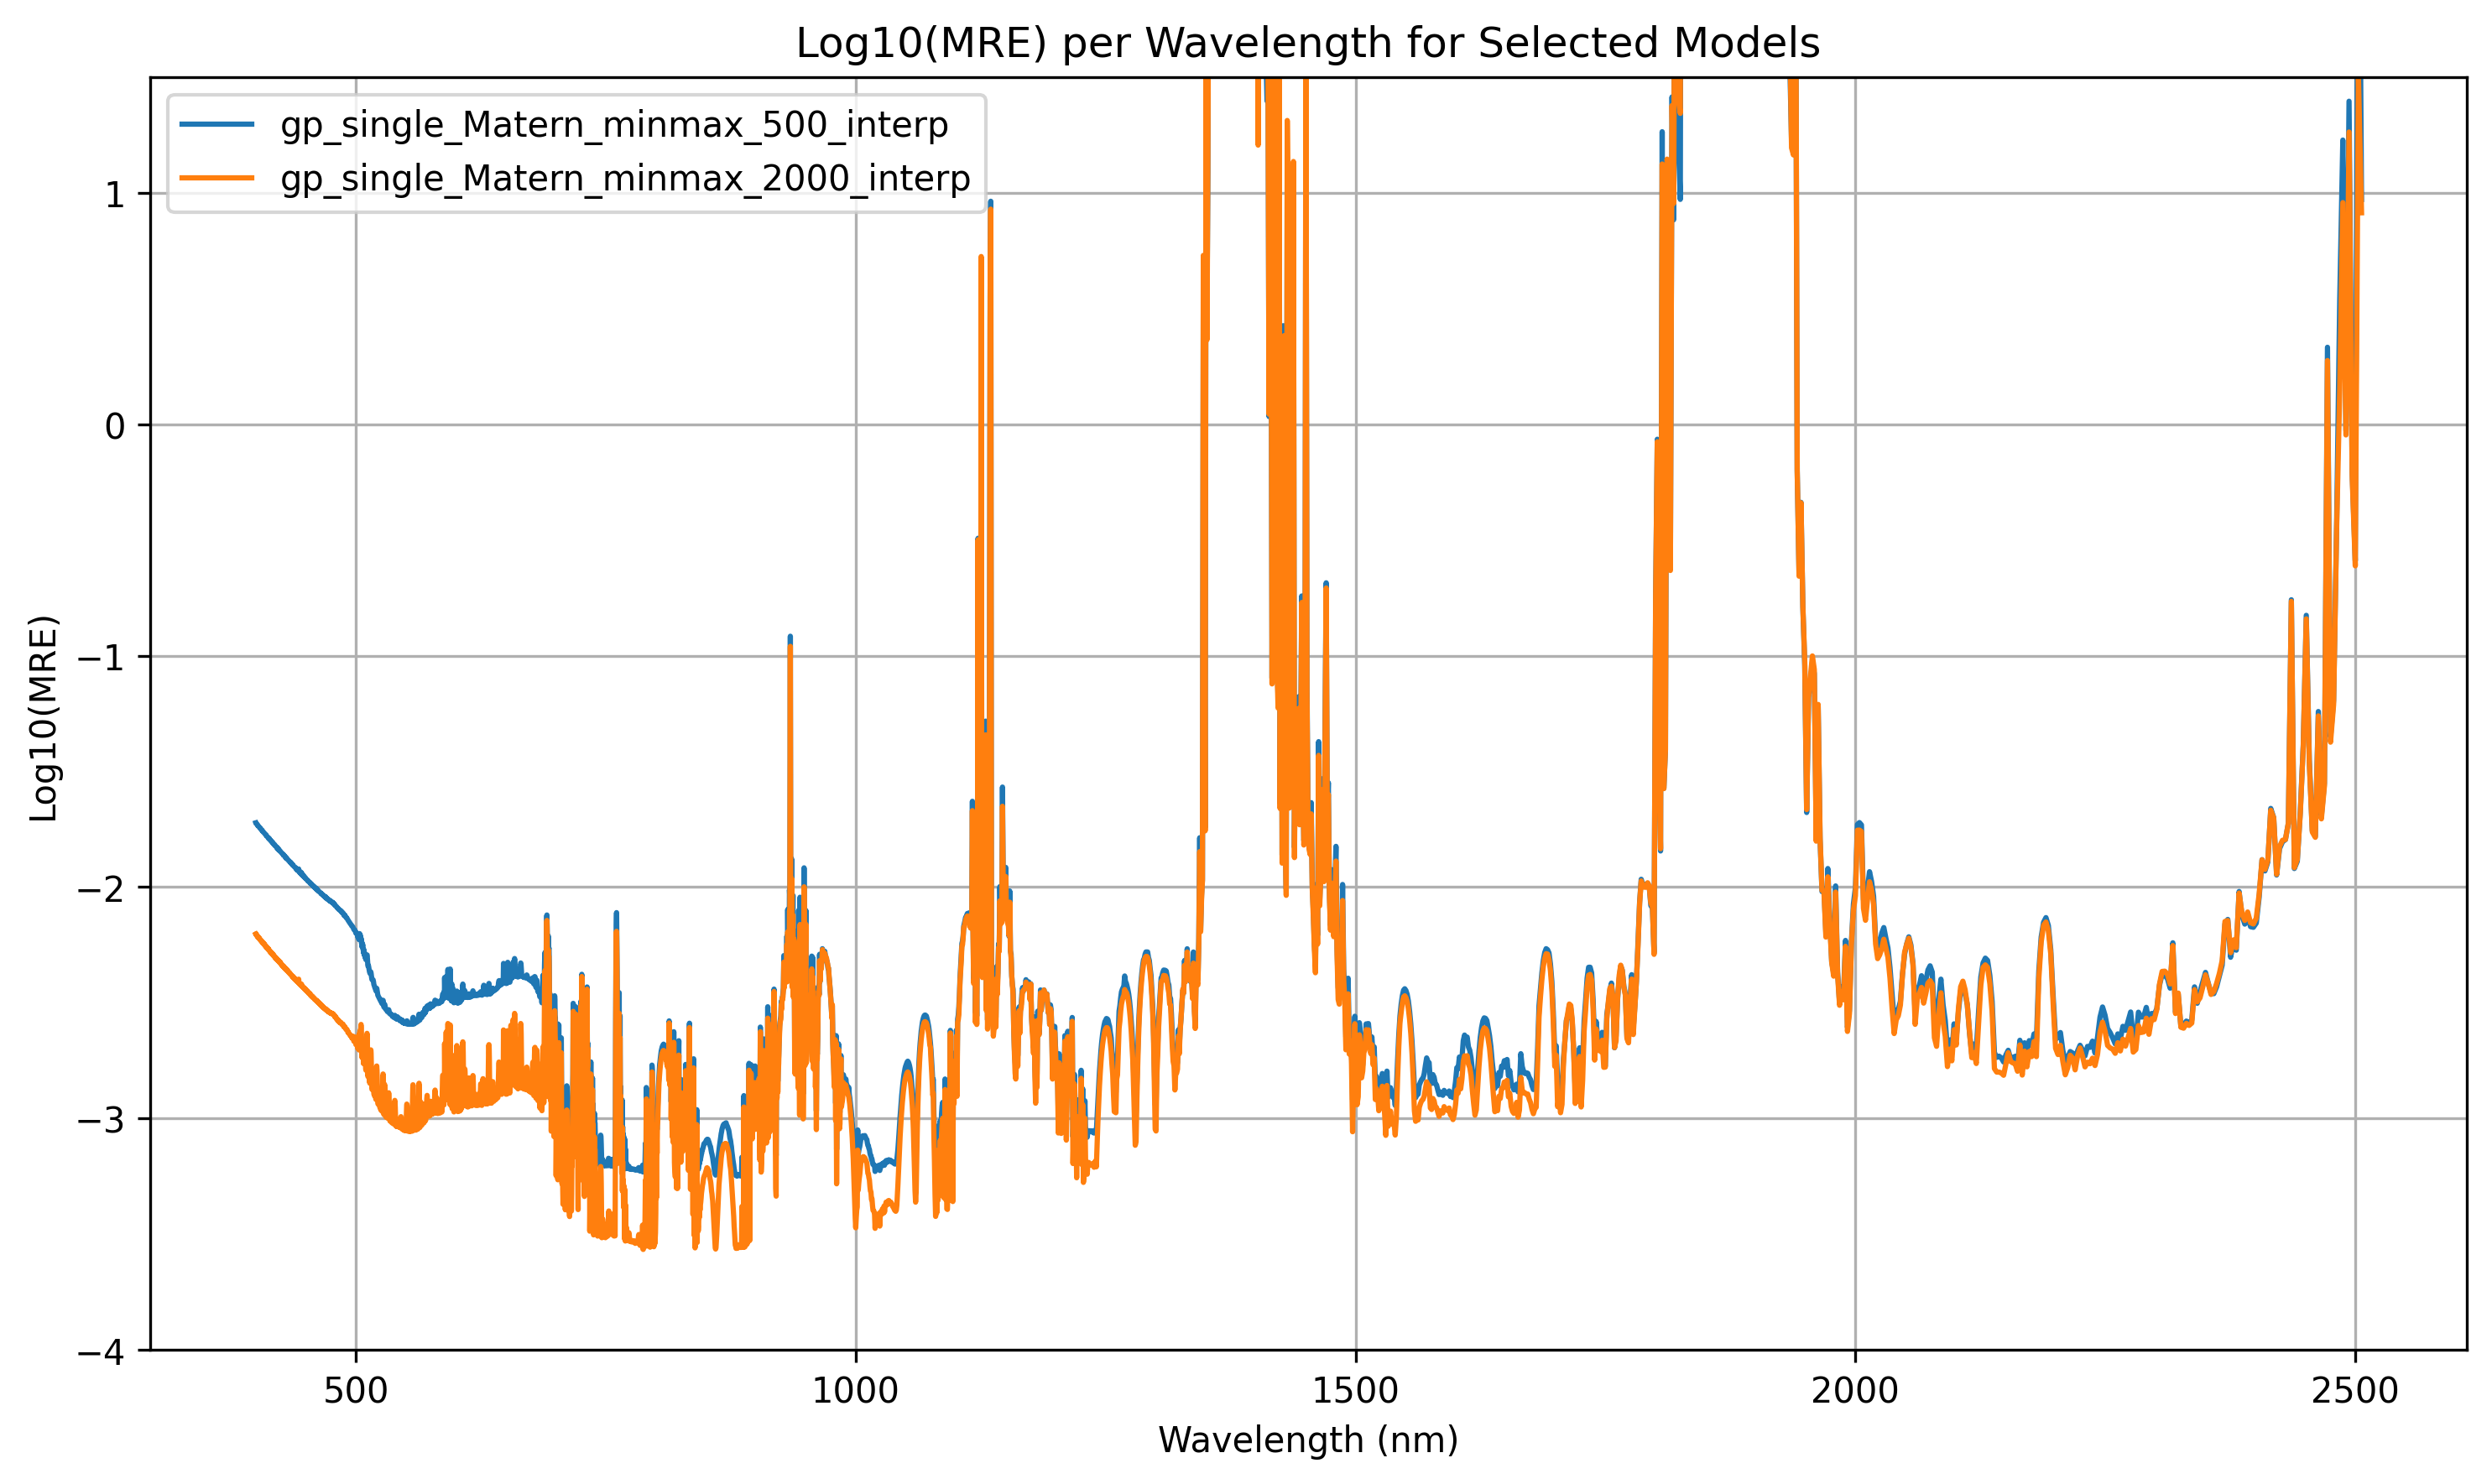 Log10(MRE) per Wavelength for Selected Models
gp_single_Matern_minmax_500_interp
gp_single_Matern_minmax_2000_interp
Log10(MRE)
1
0
−1
−2
−3
−4
500
1000
1500
2000
2500
Wavelength (nm)